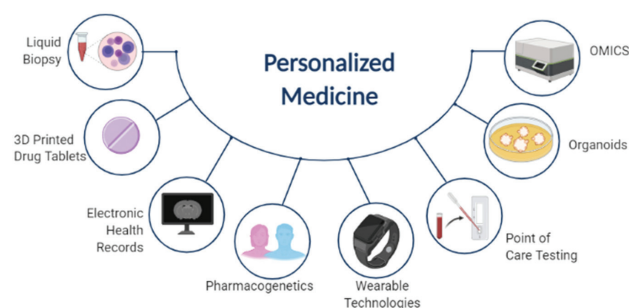 Personalized
Medicine
Liquid
Biopsy
3D Printed
Drug Tablets
Electronic
Health
Records
Pharmacogenetics
Wearable
Technologies
Point of
Care Testing
Organoids
OMICS